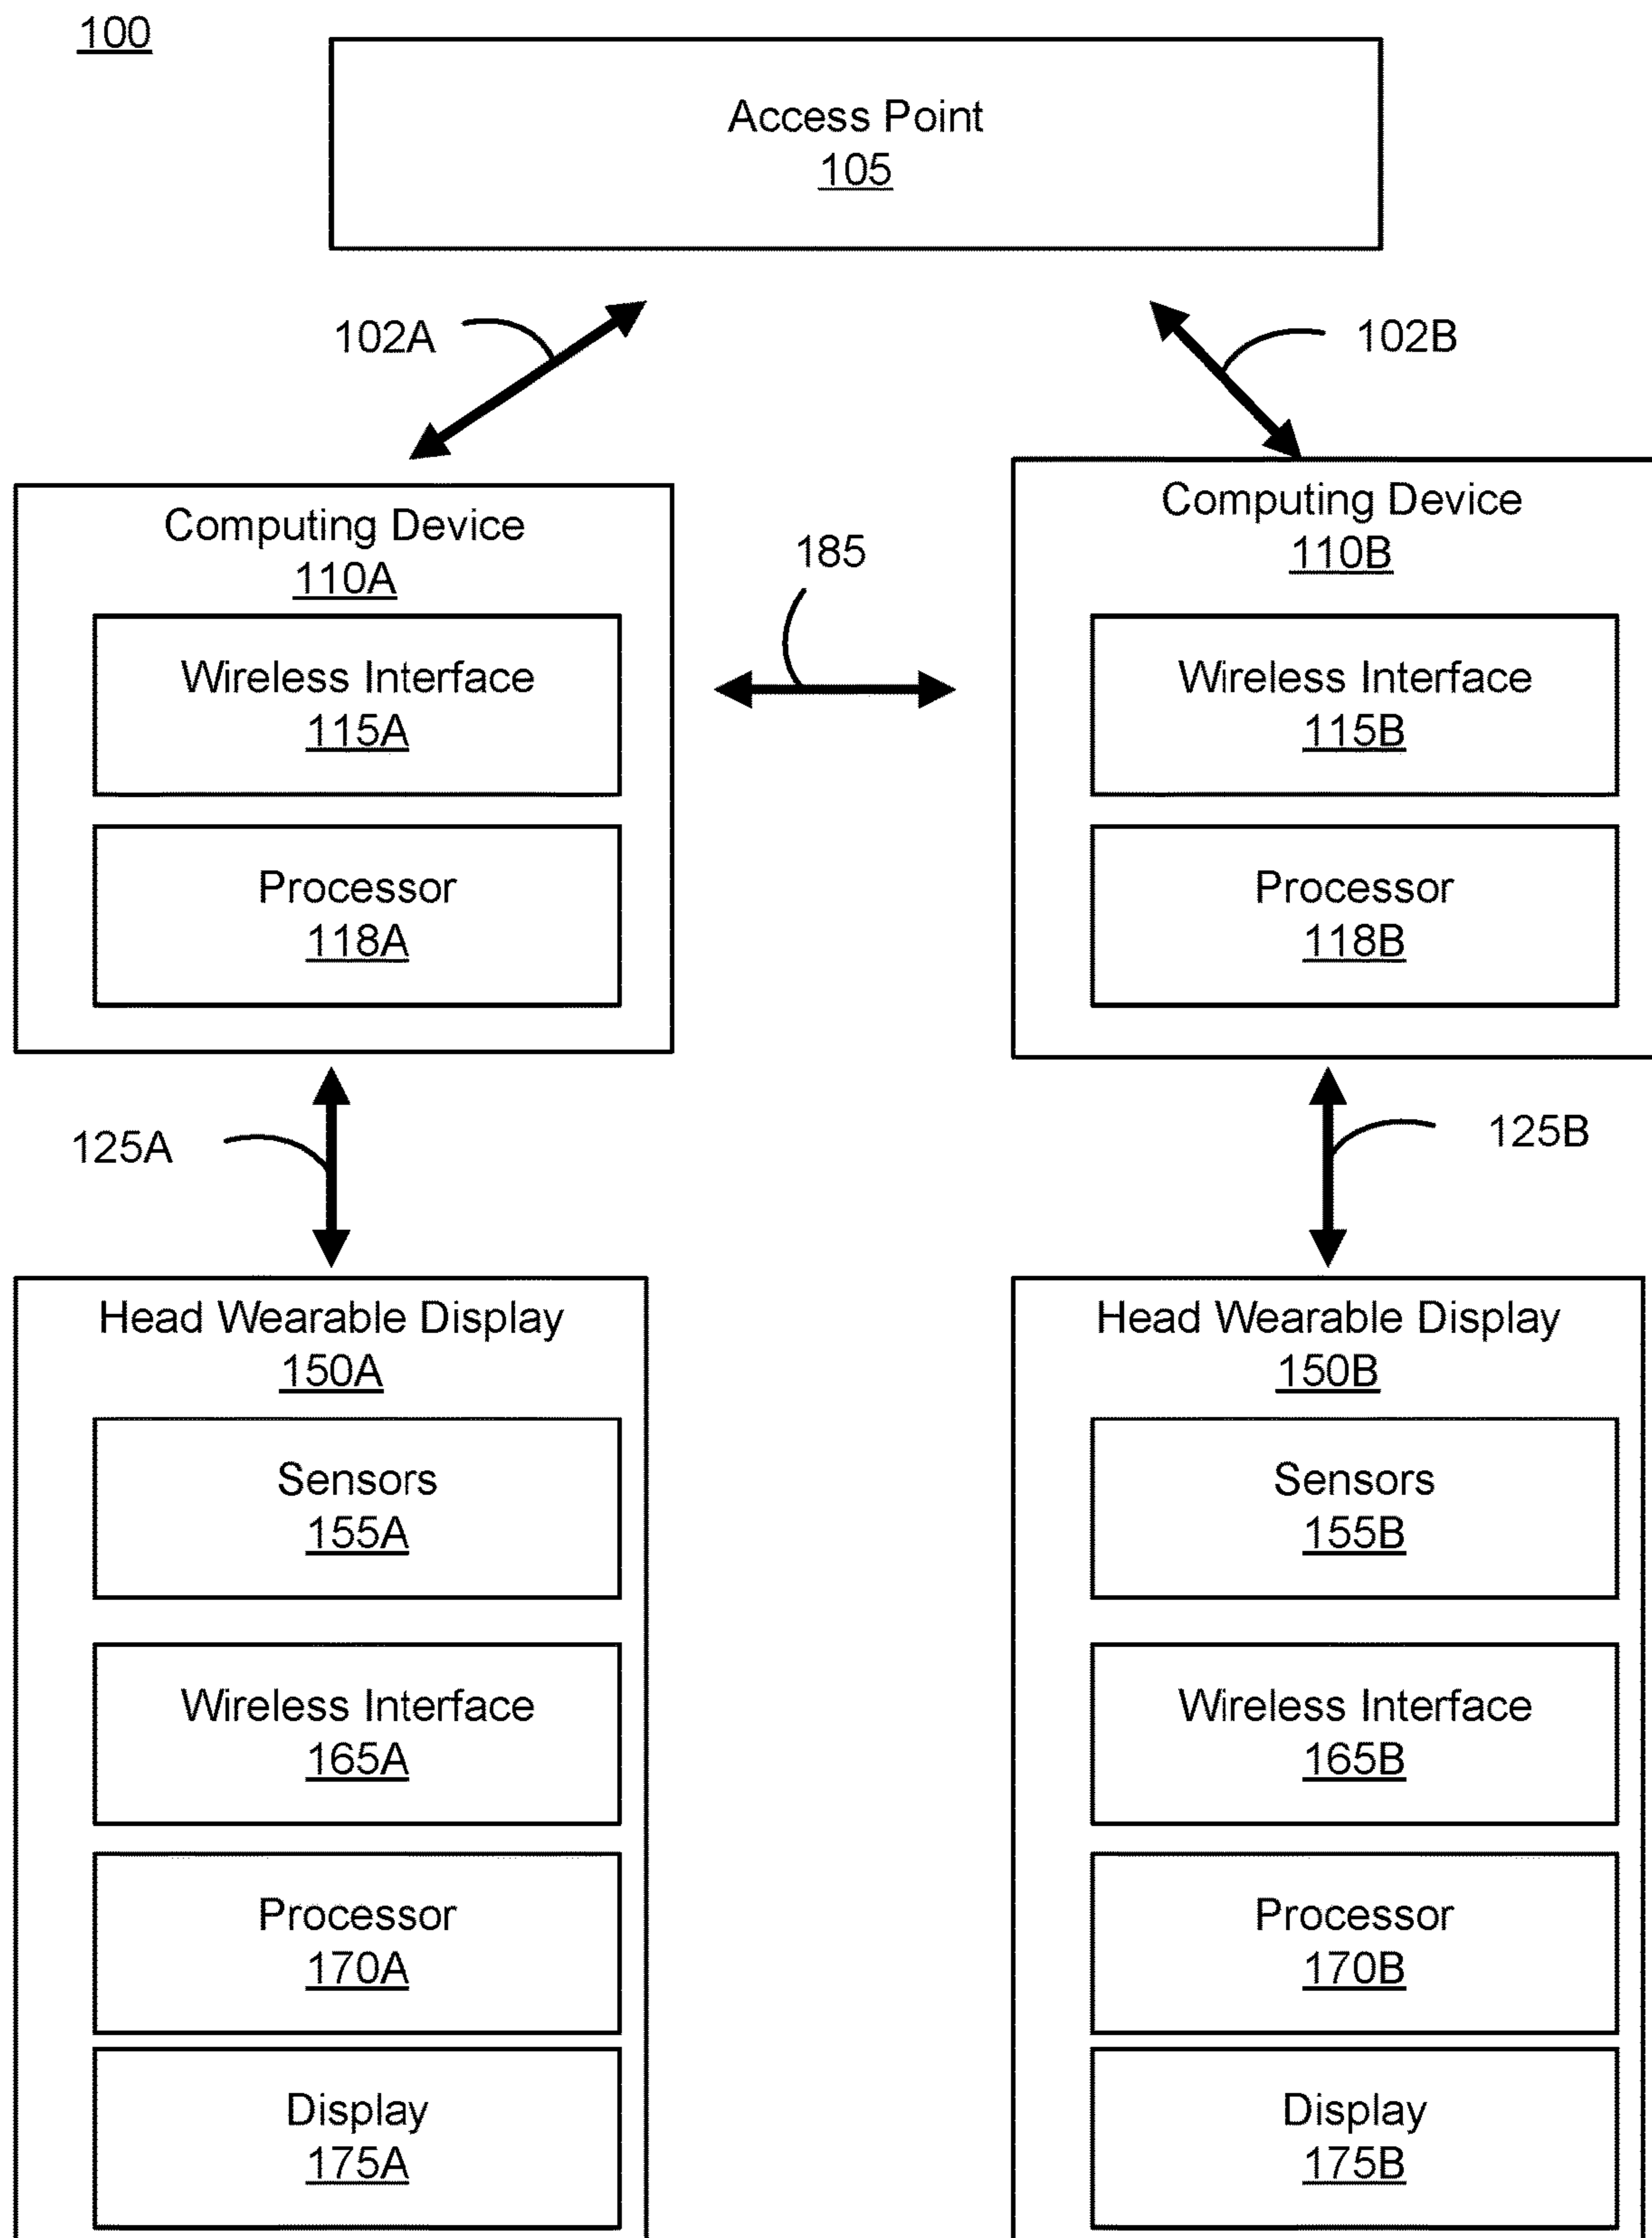 100
Access Point
105
102A
102B
Computing Device
110A
Wireless Interface
115A
Processor
118A
185
Computing Device
110B
Wireless Interface
115B
Processor
118B
125A
125B
Head Wearable Display
150A
Sensors
155A
Wireless Interface
165A
Processor
170A
Display
175A
Head Wearable Display
150B
Sensors
155B
Wireless Interface
165B
Processor
170B
Display
175B